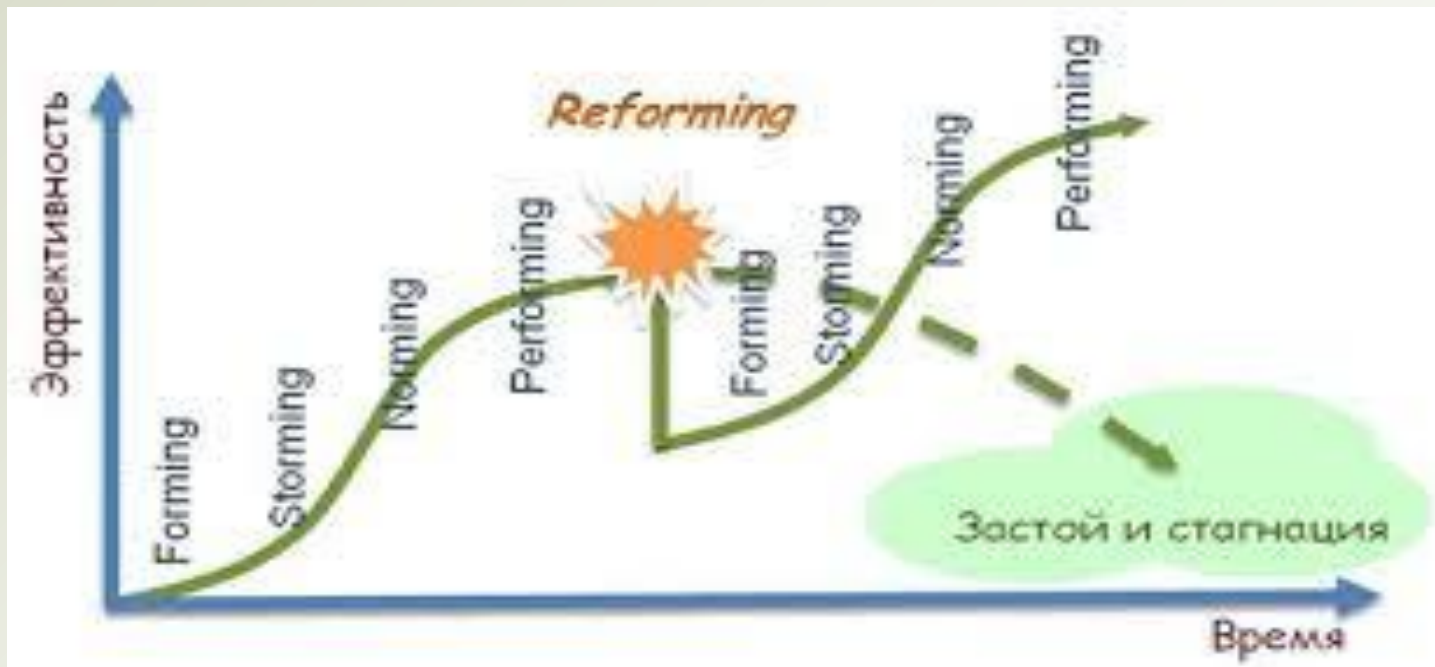 Эффективность
Forming
Storming
Norming
Performing
Reforming
Forming
Storming
Norming
Performing
Застой и стагнация
Время